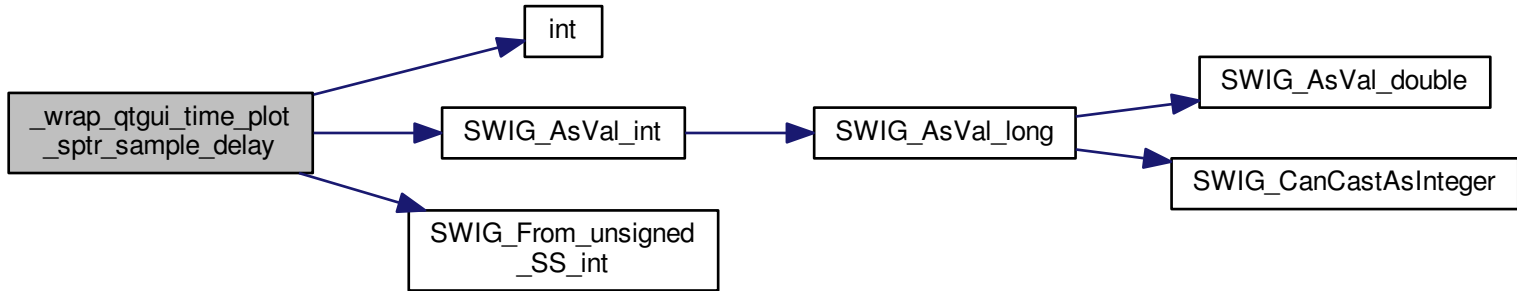 int
_wrap_qtgui_time_plot
_sptr_sample_delay
SWIG_AsVal_int
SWIG_From_unsigned
_SS_int
SWIG_AsVal_long
SWIG_AsVal_double
SWIG_CanCastAsInteger